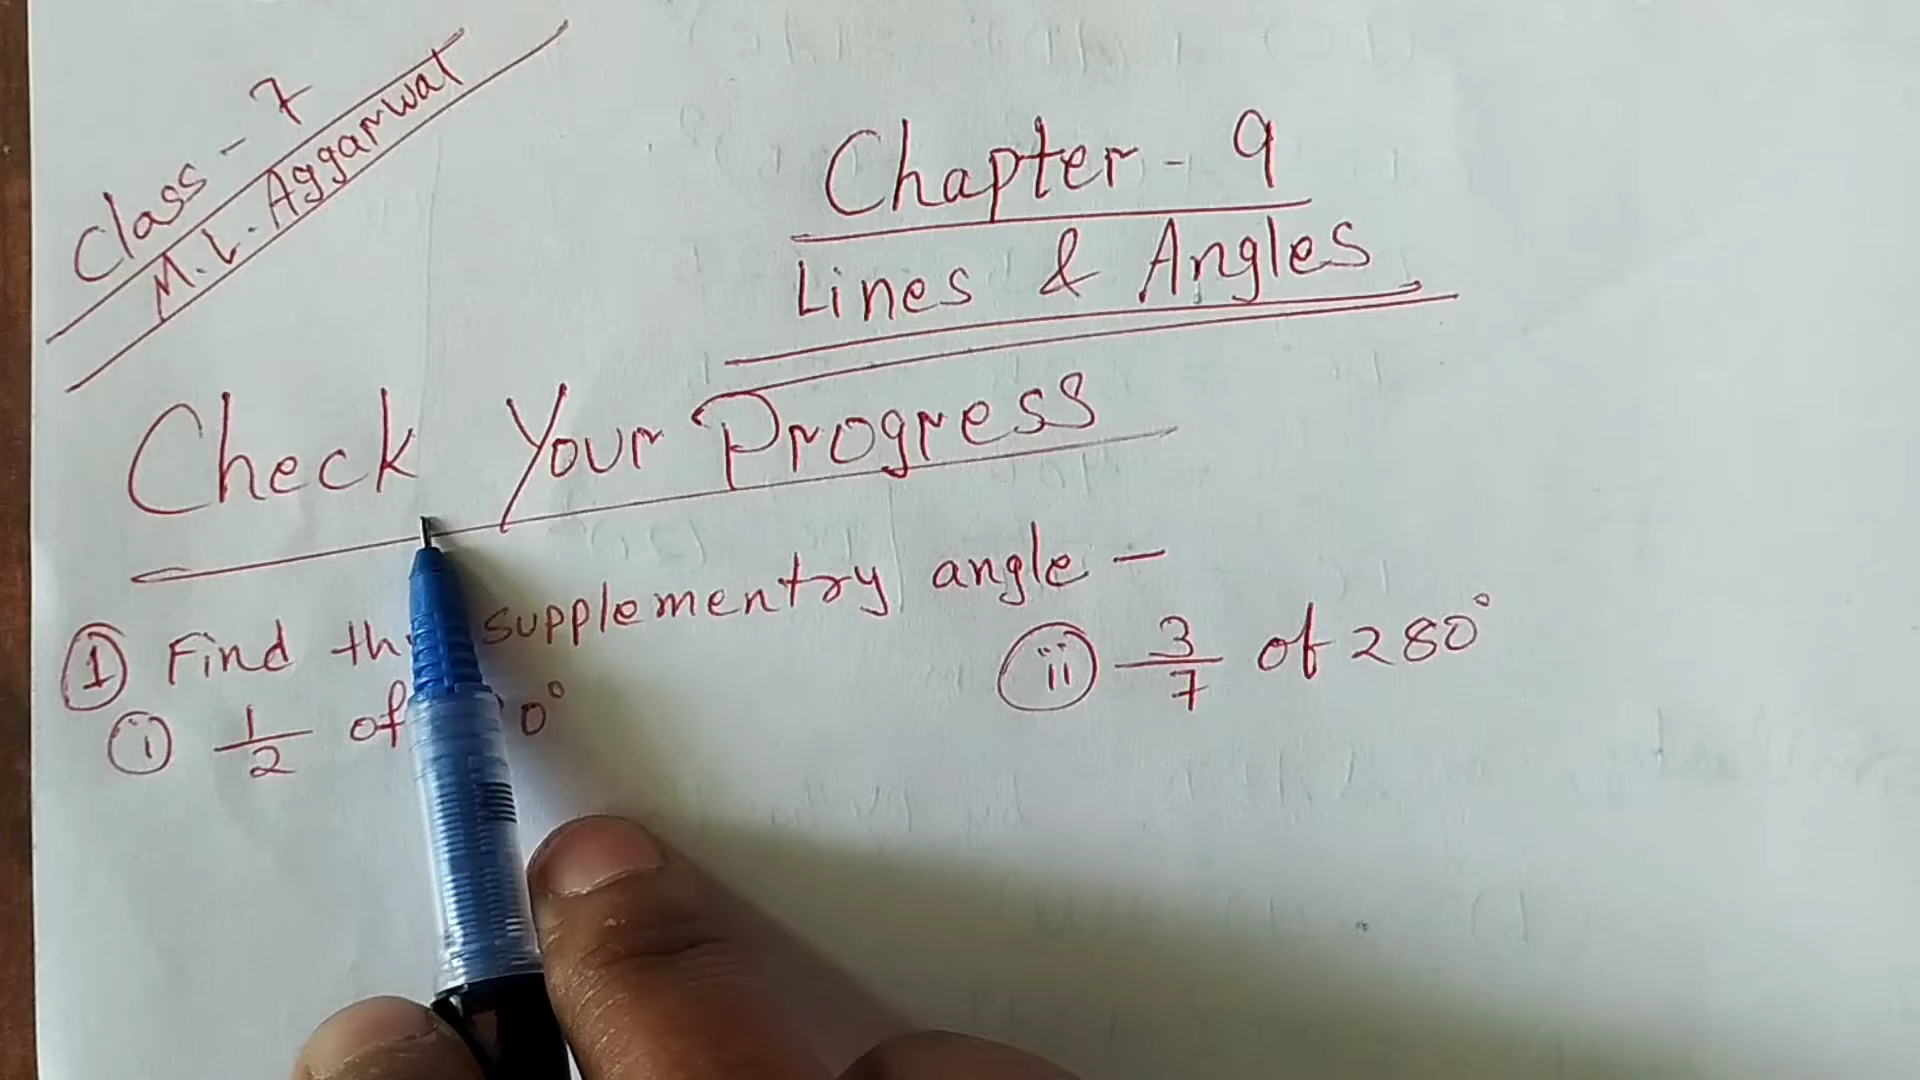 Class - 7
M.L. Aggarwal
Chapter - 9
Lines & Angles
Check Your Progress
① Find supplementry angle -
(i) 1/2 of
(ii) 3/7 of 280°